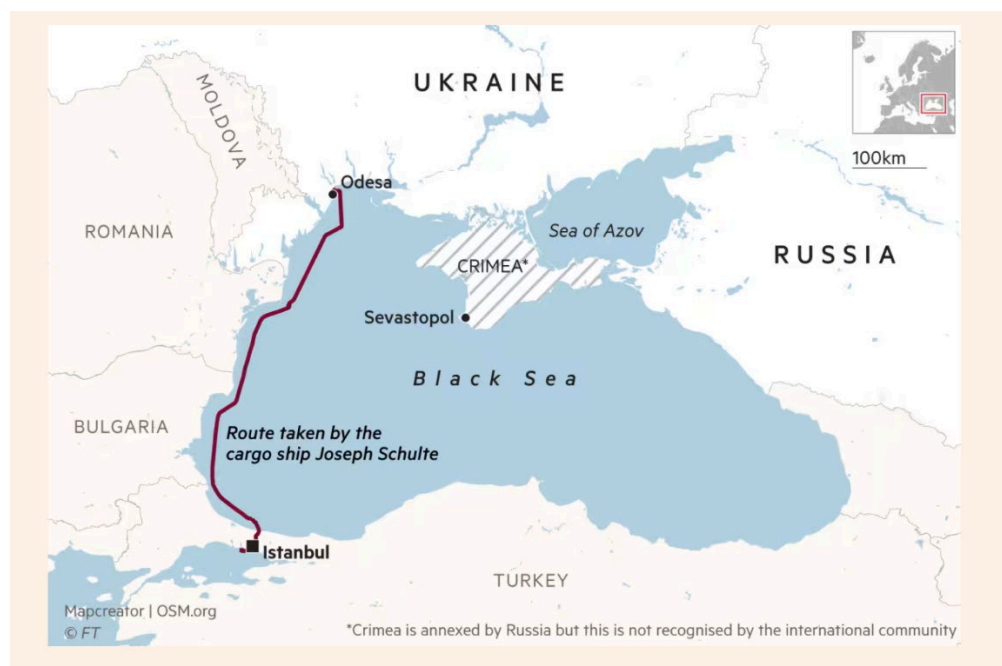 UKRAINE
MOLDOVA
100km
Odesa
ROMANIA
Sea of Azov
RUSSIA
CRIMEA*
Sevastopol
Black Sea
BULGARIA
Route taken by the
cargo ship Joseph Schulte
Istanbul
TURKEY
Mapcreator | OSM.org
© FT
*Crimea is annexed by Russia but this is not recognised by the international community